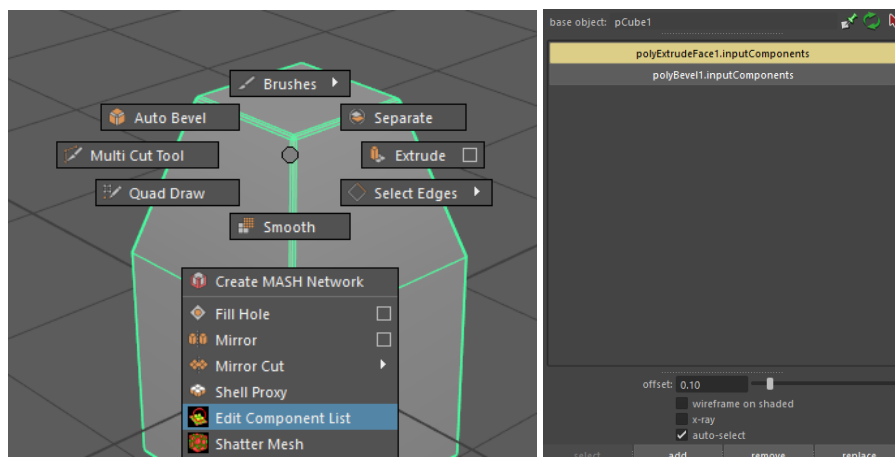 Brushes
Auto Bevel
Separate
Multi Cut Tool
Extrude
Quad Draw
Select Edges
Smooth
Create MASH Network
Fill Hole
Mirror
Mirror Cut
Shell Proxy
Edit Component List
Shatter Mesh
base object: pCube1
polyExtrudeFace1.inputComponents
polyBevel1.inputComponents
offset: 0.10
wireframe on shaded
x-ray
auto-select
select add remove replace